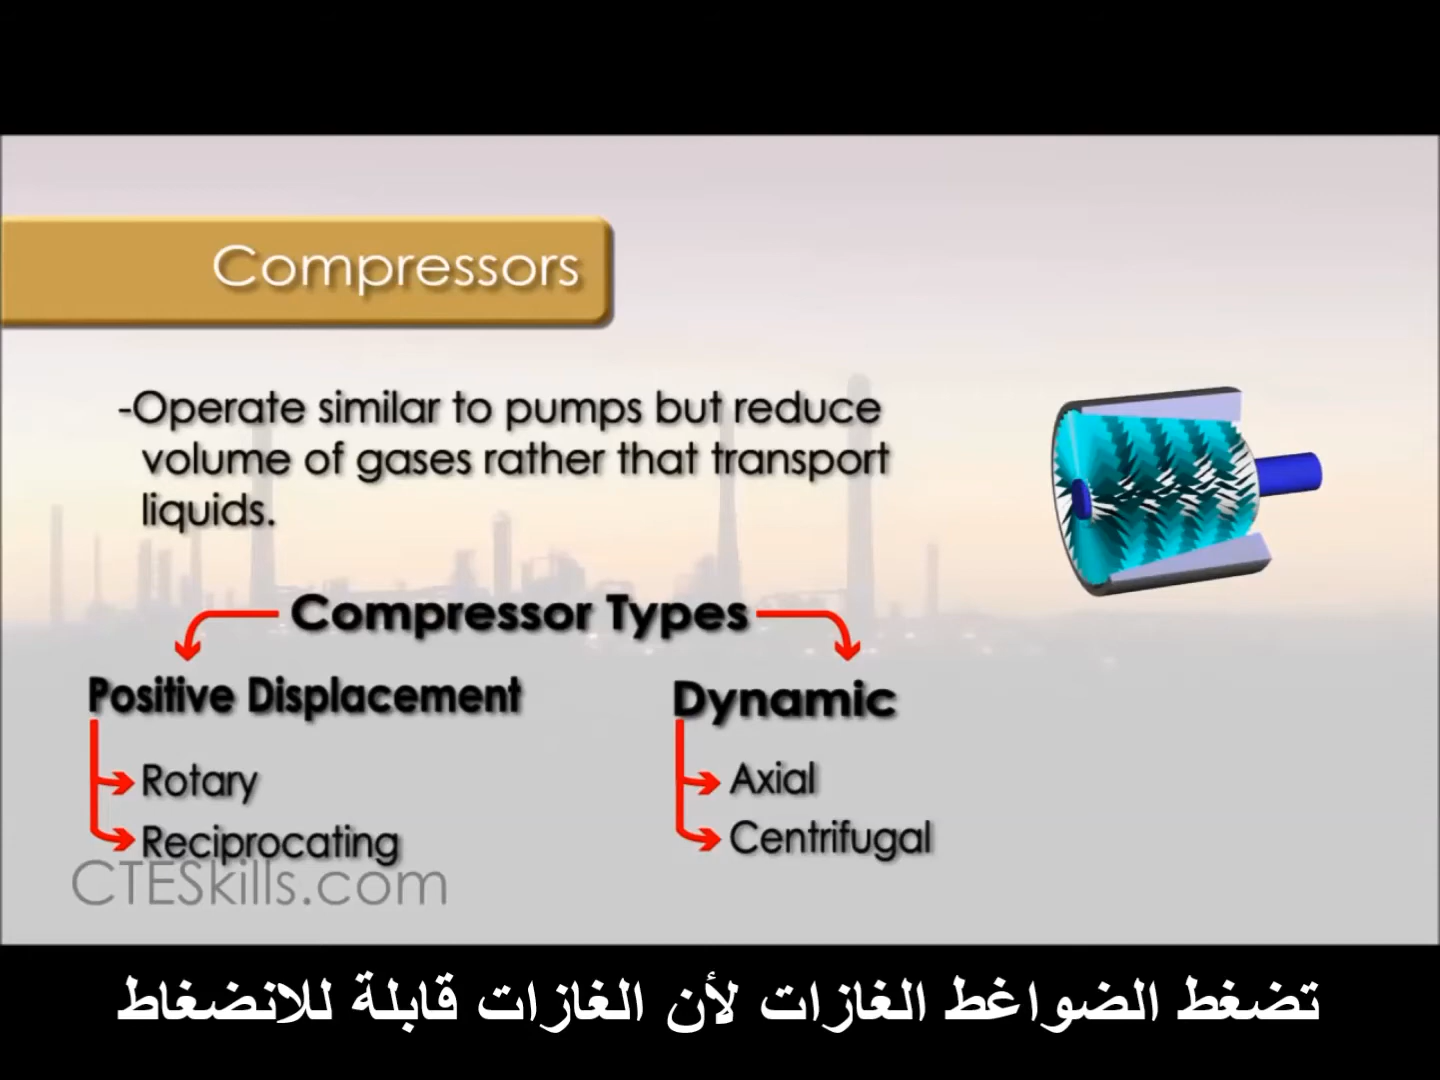 Compressors
-Operate similar to pumps but reduce
volume of gases rather that transport
liquids.
Compressor Types
Positive Displacement
Rotary
Reciprocating
Dynamic
Axial
Centrifugal
CTESkills.com
تضغط الضواغط الغازات لأن الغازات قابلة للانضغاط